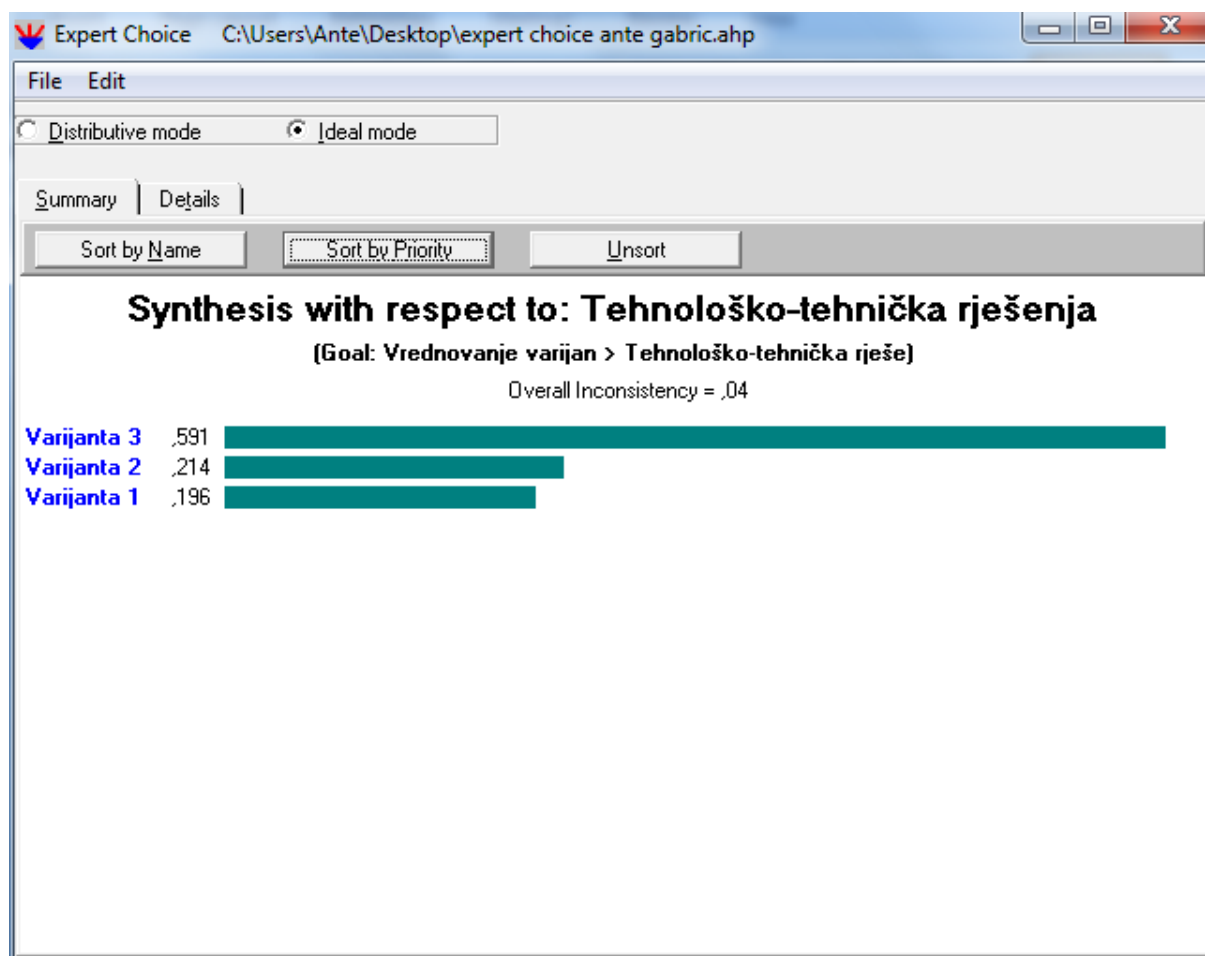 Expert Choice C:\Users\Ante\Desktop\expert choice ante gabric.ahp
File Edit
Distributive mode Ideal mode
Summary Details
Sort by Name Sort by Priority Unsort
Synthesis with respect to: Tehnološko-tehnička rješenja
(Goal: Vrednovanje varijan > Tehnološko-tehnička rješe)
Overall Inconsistency = ,04
Varijanta 3 ,591
Varijanta 2 ,214
Varijanta 1 ,196